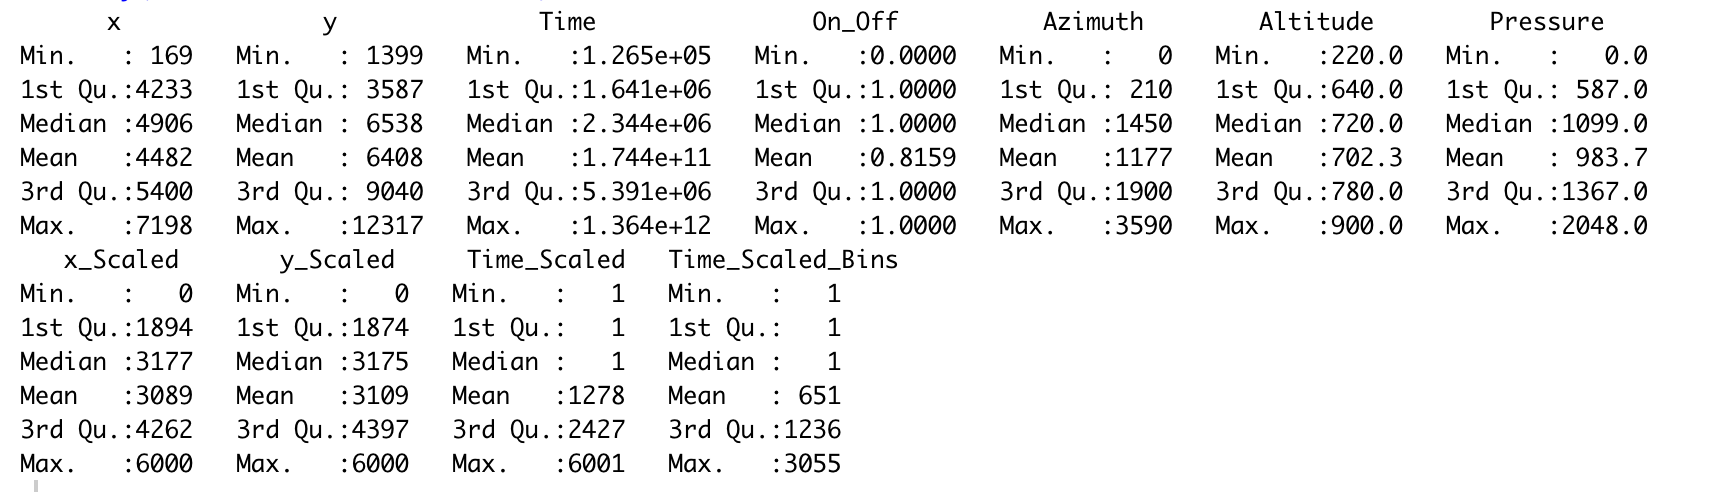 x              y              Time              On_Off          Azimuth        Altitude        Pressure
 Min.   : 169   Min.   : 1399   Min.   :1.265e+05   Min.   :0.0000   Min.   :   0   Min.   :220.0   Min.   :   0.0
 1st Qu.:4233   1st Qu.: 3587   1st Qu.:1.641e+06   1st Qu.:1.0000   1st Qu.: 210   1st Qu.:640.0   1st Qu.: 587.0
 Median :4906   Median : 6538   Median :2.344e+06   Median :1.0000   Median :1450   Median :720.0   Median :1099.0
 Mean   :4482   Mean   : 6408   Mean   :1.744e+11   Mean   :0.8159   Mean   :1177   Mean   :702.3   Mean   : 983.7
 3rd Qu.:5400   3rd Qu.: 9040   3rd Qu.:5.391e+06   3rd Qu.:1.0000   3rd Qu.:1900   3rd Qu.:780.0   3rd Qu.:1367.0
 Max.   :7198   Max.   :12317   Max.   :1.364e+12   Max.   :1.0000   Max.   :3590   Max.   :900.0   Max.   :2048.0
    x_Scaled       y_Scaled     Time_Scaled   Time_Scaled_Bins
 Min.   :   0   Min.   :   0   Min.   :   1   Min.   :   1
 1st Qu.:1894   1st Qu.:1874   1st Qu.:   1   1st Qu.:   1
 Median :3177   Median :3175   Median :   1   Median :   1
 Mean   :3089   Mean   :3109   Mean   :1278   Mean   : 651
 3rd Qu.:4262   3rd Qu.:4397   3rd Qu.:2427   3rd Qu.:1236
 Max.   :6000   Max.   :6000   Max.   :6001   Max.   :3055